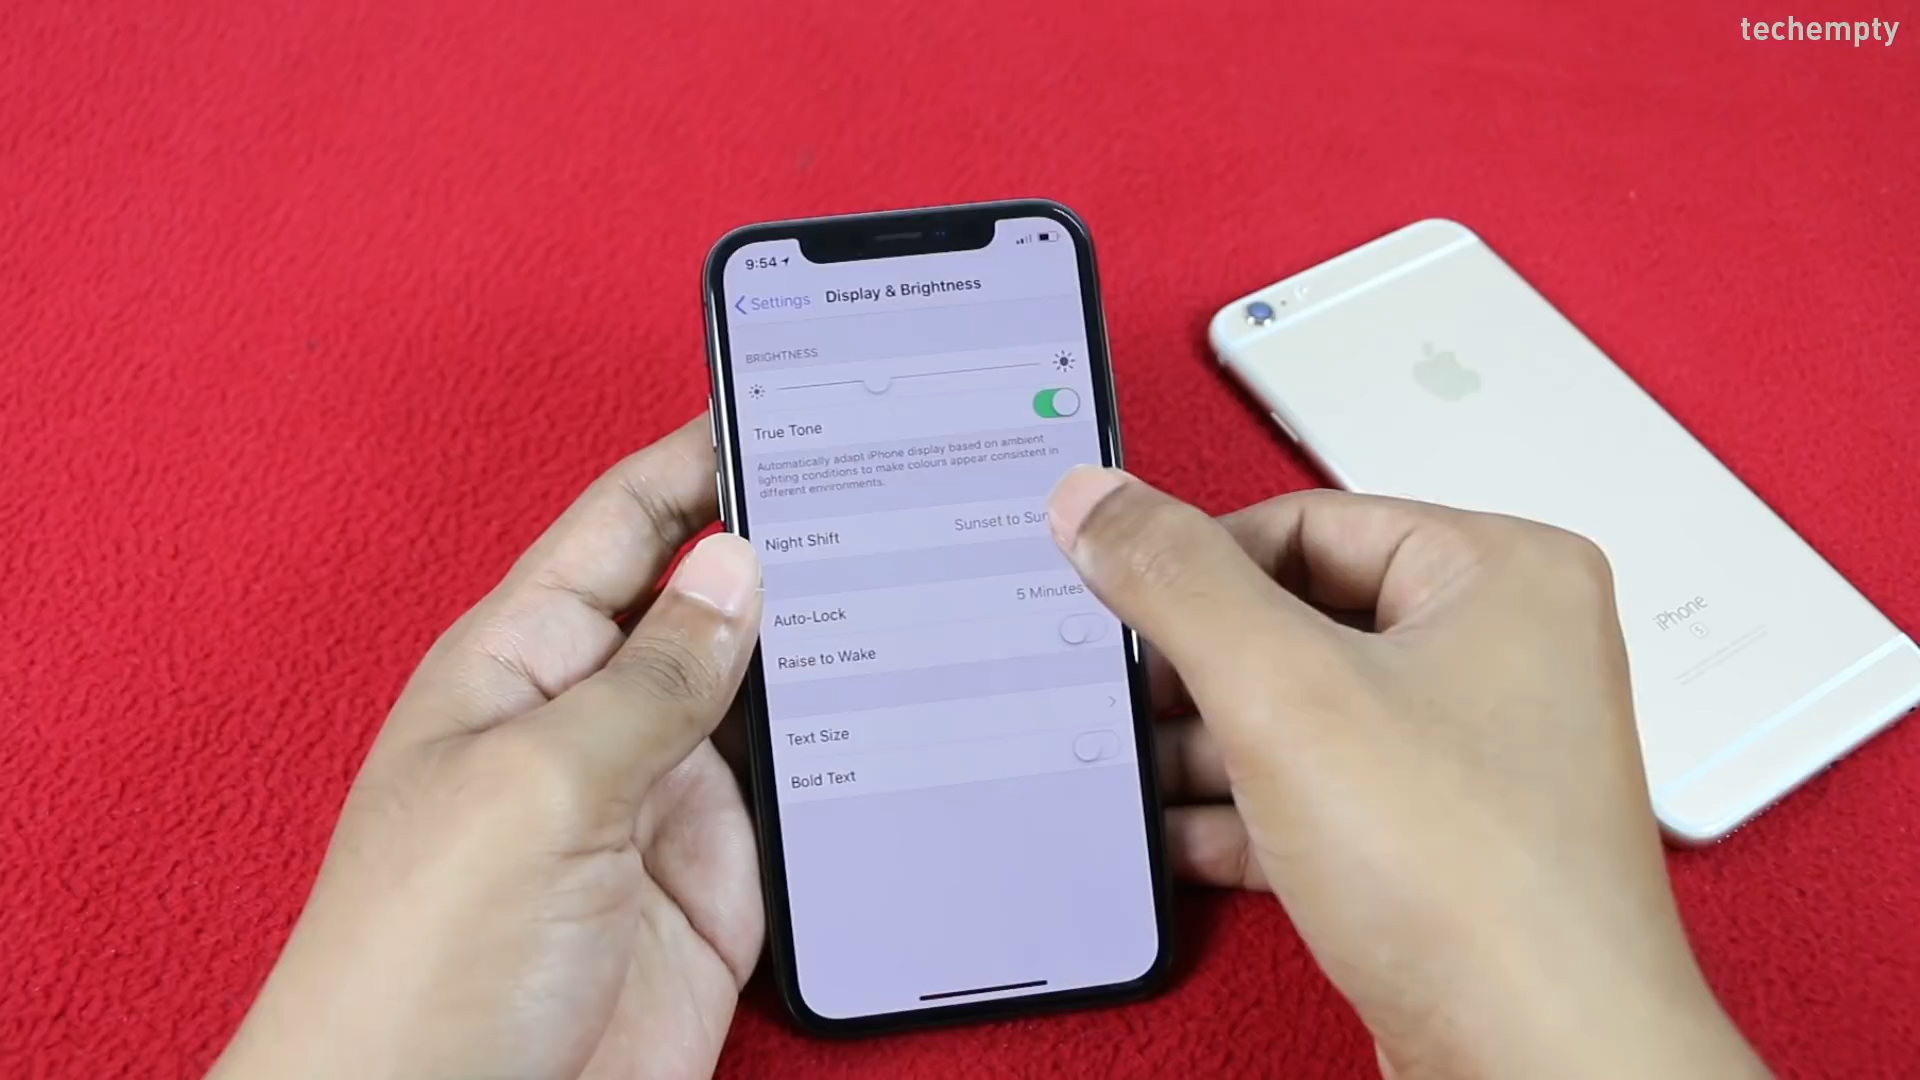 techempty
9:54
Settings Display & Brightness
BRIGHTNESS
True Tone
Automatically adapt iPhone display based on ambient
lighting conditions to make colours appear consistent in
different environments.
Night Shift Sunset to
Auto-Lock 5 Minutes
Raise to Wake
Text Size
Bold Text
iPhone
S